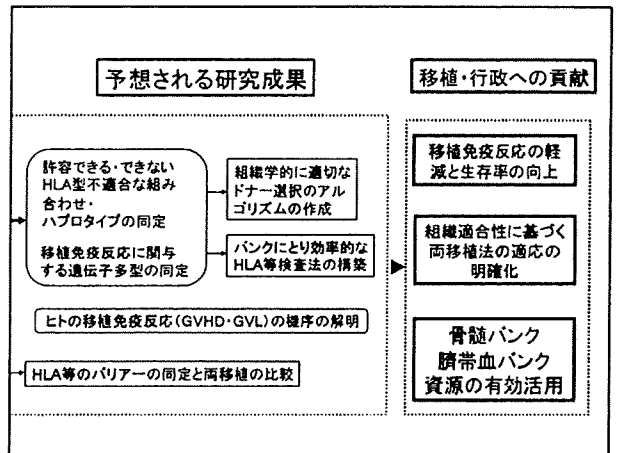 予想される研究成果
移植・行政への貢献
許容できる・できない
HLA型不適合な組み
合わせ・
ハプロタイプの同定
移植免疫反応に関与
する遺伝子多型の同定
組織学的に適切な
ドナー選択のアル
ゴリズムの作成
バンクにとり効率的な
HLA等検査法の構築
ヒトの移植免疫反応(GVHD・GVL)の機序の解明
HLA等のバリアーの同定と両移植の比較
移植免疫反応の軽
減と生存率の向上
組織適合性に基づく
両移植法の適応の
明確化
骨髄バンク
臍帯血バンク
資源の有効活用